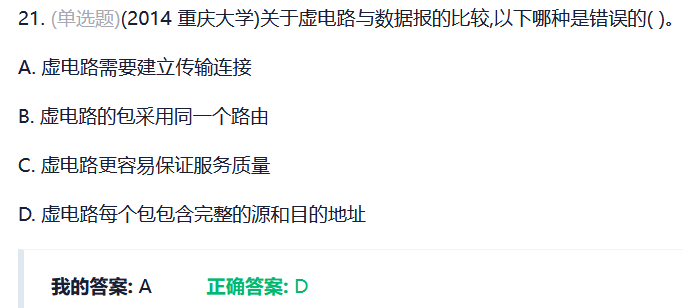 21. (单选题)(2014 重庆大学)关于虚电路与数据报的比较,以下哪种是错误的( )。
A. 虚电路需要建立传输连接
B. 虚电路的包采用同一个路由
C. 虚电路更容易保证服务质量
D. 虚电路每个包包含完整的源和目的地址
我的答案: A 正确答案: D